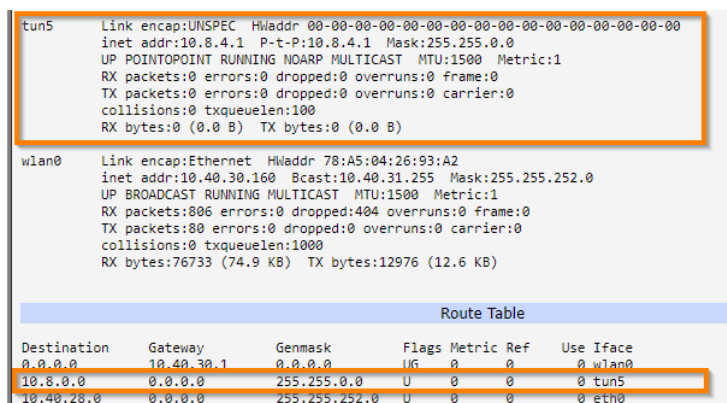 tun5 Link encap:UNSPEC HWaddr 00-00-00-00-00-00-00-00-00-00-00-00-00-00-00-00
inet addr:10.8.4.1 P-t-P:10.8.4.1 Mask:255.255.0.0
UP POINTOPOINT RUNNING NOARP MULTICAST MTU:1500 Metric:1
RX packets:0 errors:0 dropped:0 overruns:0 frame:0
TX packets:0 errors:0 dropped:0 overruns:0 carrier:0
collisions:0 txqueuelen:100
RX bytes:0 (0.0 B) TX bytes:0 (0.0 B)
wlan0 Link encap:Ethernet HWaddr 78:A5:04:26:93:A2
inet addr:10.40.30.160 Bcast:10.40.31.255 Mask:255.255.252.0
UP BROADCAST RUNNING MULTICAST MTU:1500 Metric:1
RX packets:806 errors:0 dropped:404 overruns:0 frame:0
TX packets:80 errors:0 dropped:0 overruns:0 carrier:0
collisions:0 txqueuelen:1000
RX bytes:76733 (74.9 KB) TX bytes:12976 (12.6 KB)
Route Table
Destination Gateway Genmask Flags Metric Ref Use Iface
0.0.0.0 10.40.30.1 0.0.0.0 UG 0 0 0 wlan0
10.8.0.0 0.0.0.0 255.255.0.0 U 0 0 0 tun5
10.40.28.0 0.0.0.0 255.255.252.0 U 0 0 0 eth0